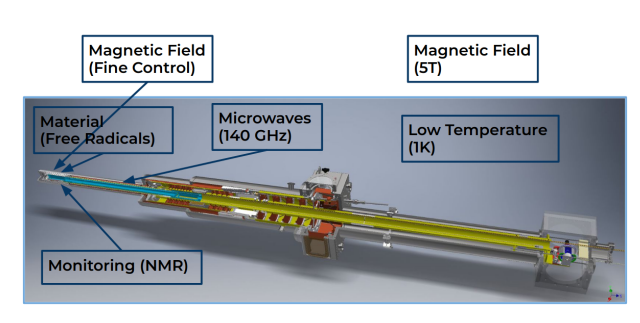 Magnetic Field
(Fine Control)
Magnetic Field
(5T)
Material
(Free Radicals)
Microwaves
(140 GHz)
Low Temperature
(1K)
Monitoring (NMR)